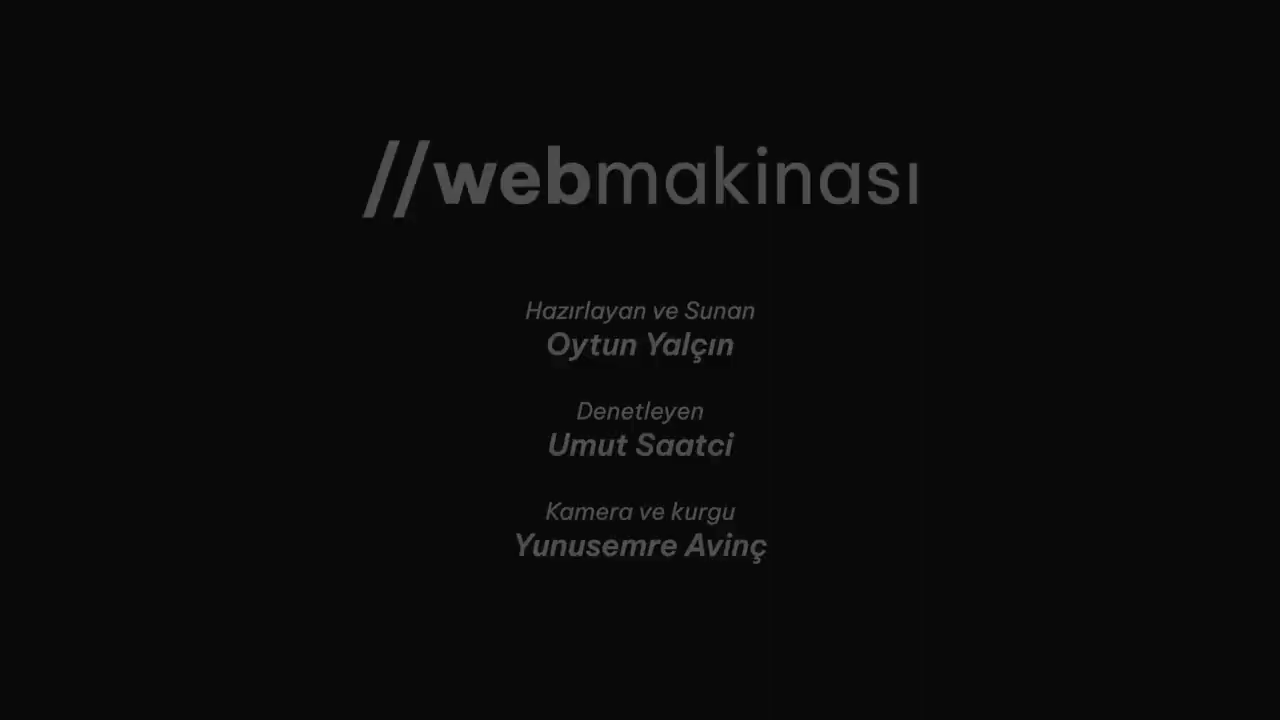 //webmakinası
Hazırlayan ve Sunan
Oytun Yalçın
Denetleyen
Umut Saatci
Kamera ve kurgu
Yunusemre Avinç